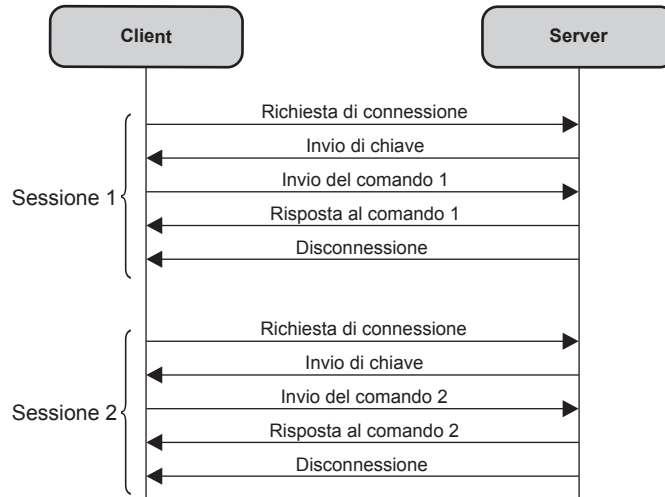 Client
Server
Richiesta di connessione
Invio di chiave
Invio del comando 1
Sessione 1
Risposta al comando 1
Disconnessione
Richiesta di connessione
Invio di chiave
Invio del comando 2
Sessione 2
Risposta al comando 2
Disconnessione